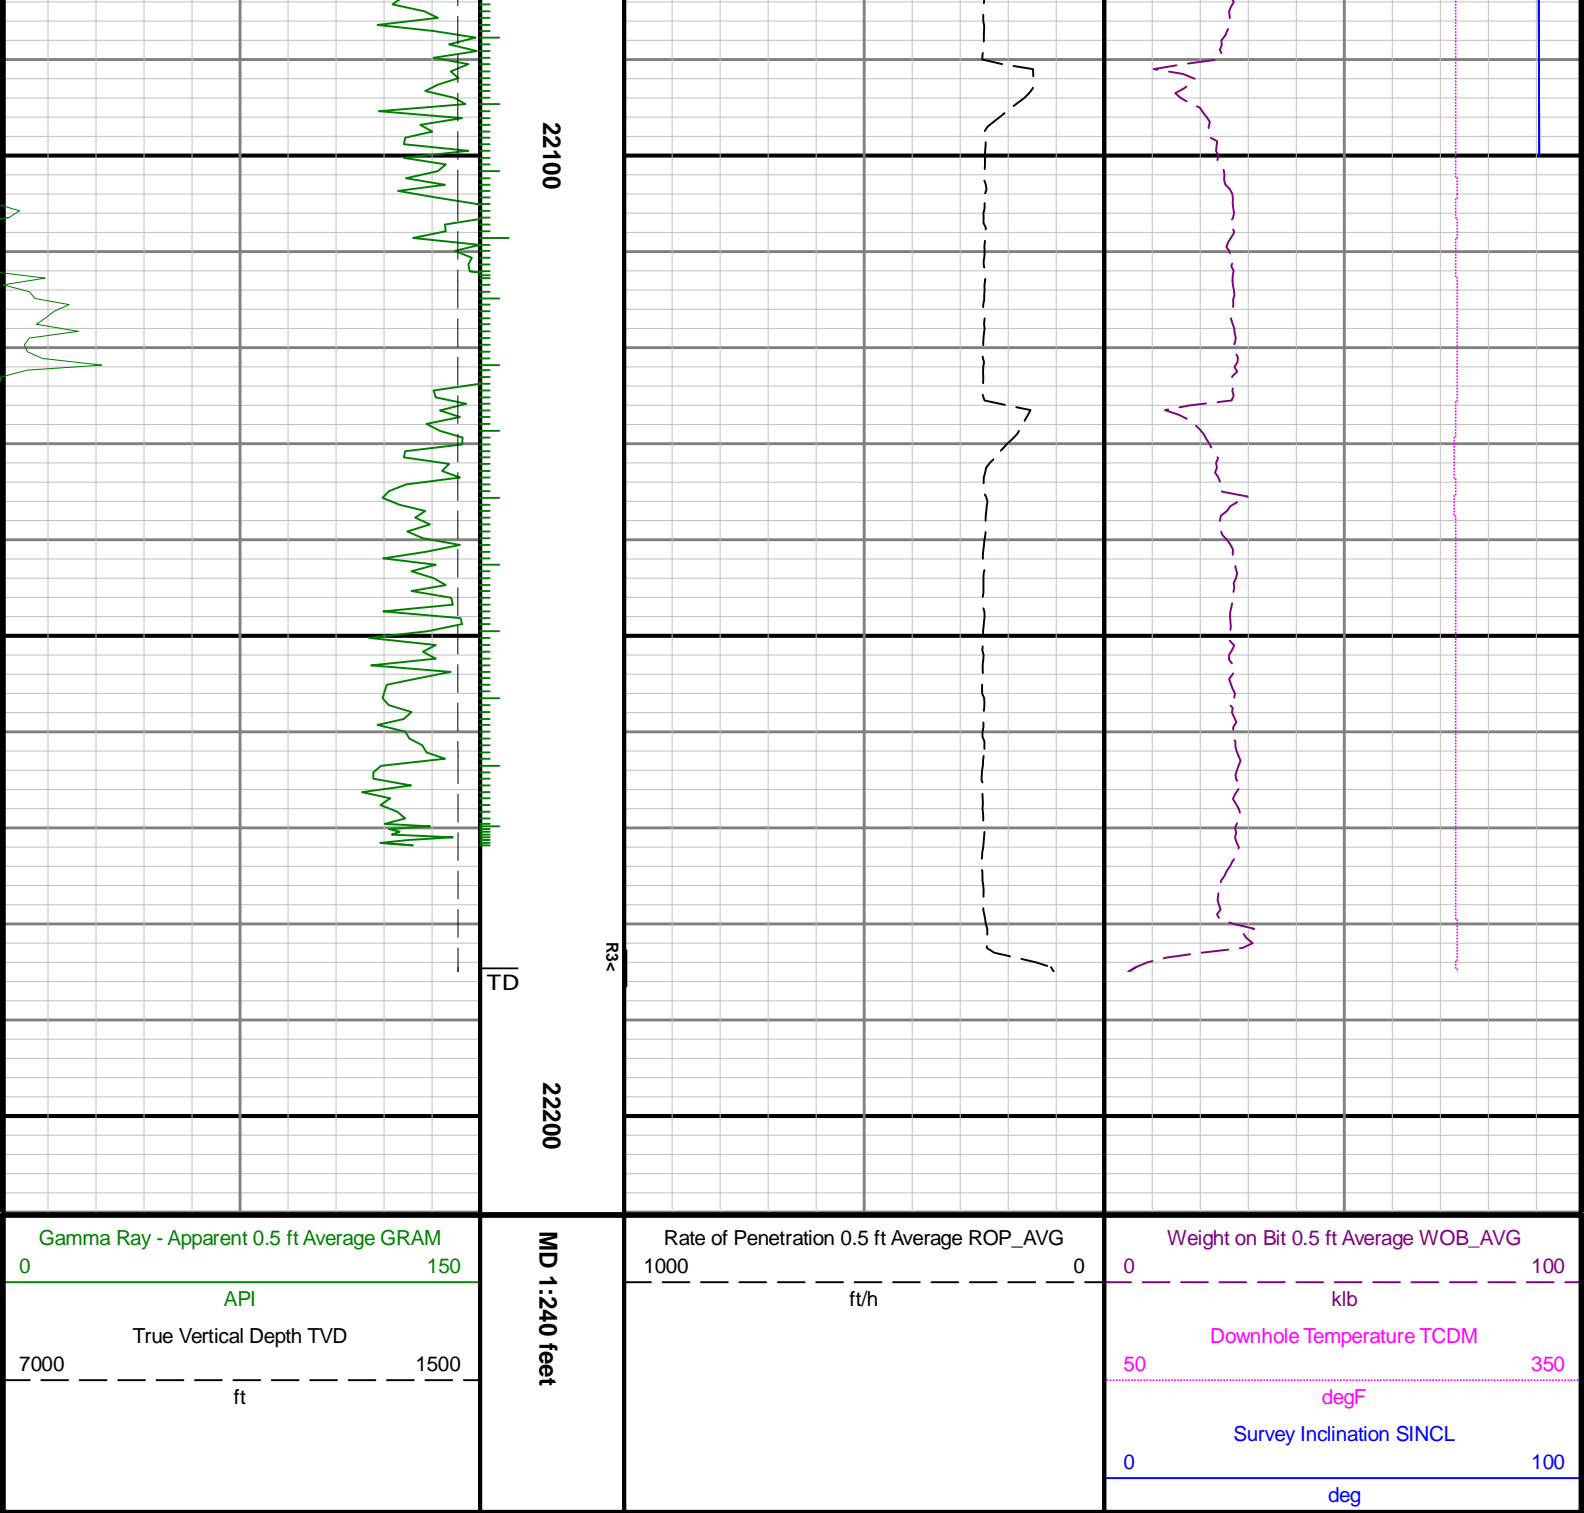 22100
R3<
TD
22200
Gamma Ray - Apparent 0.5 ft Average GRAM
0 150
API
True Vertical Depth TVD
7000 1500
ft
MD 1:240 feet
Rate of Penetration 0.5 ft Average ROP_AVG
1000 0
ft/h
Weight on Bit 0.5 ft Average WOB_AVG
0 100
klb
Downhole Temperature TCDM
50 350
degF
Survey Inclination SINCL
0 100
deg